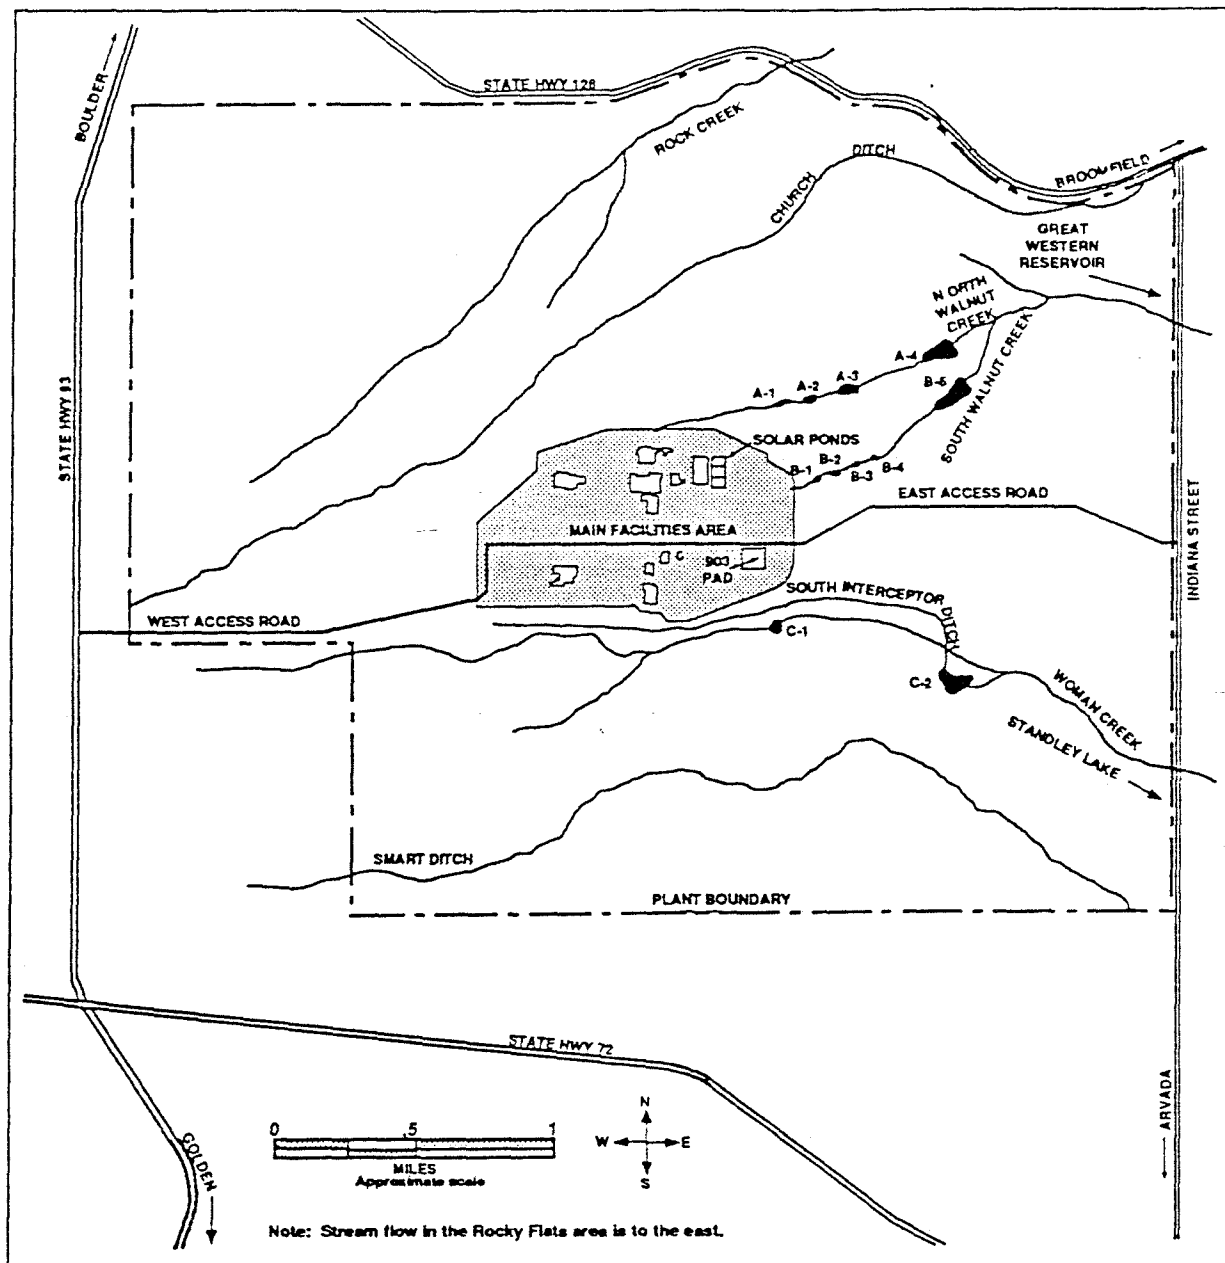 STATE HWY 128
BOULDER
ROCK CREEK
DITCH
CHURCH
BROOMFIELD
GREAT
WESTERN
RESERVOIR
NORTH
WALNUT
CREEK
SOUTH WALNUT CREEK
A-4
A-3
A-2
A-1
B-5
STATE HWY 93
SOLAR PONDS
B-1
B-2
B-3
B-4
EAST ACCESS ROAD
MAIN FACILITIES AREA
INDIANA STREET
903
PAD
SOUTH INTERCEPTOR
DITCH
WEST ACCESS ROAD
C-1
C-2
WOMAN CREEK
STANDLEY LAKE
SMART DITCH
PLANT BOUNDARY
STATE HWY 72
ARVADA
GOLDEN
0 .5 1
MILES
Approximate scale
N
W E
S
Note: Stream flow in the Rocky Flats area is to the east.